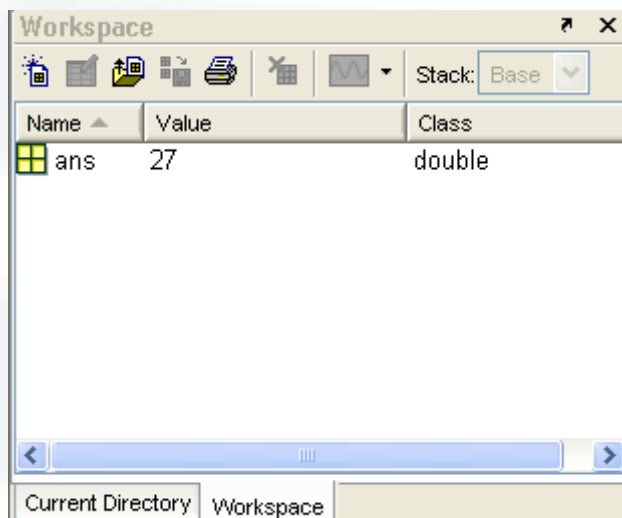 Workspace
Stack: Base
Name Value Class
ans 27 double
Current Directory Workspace